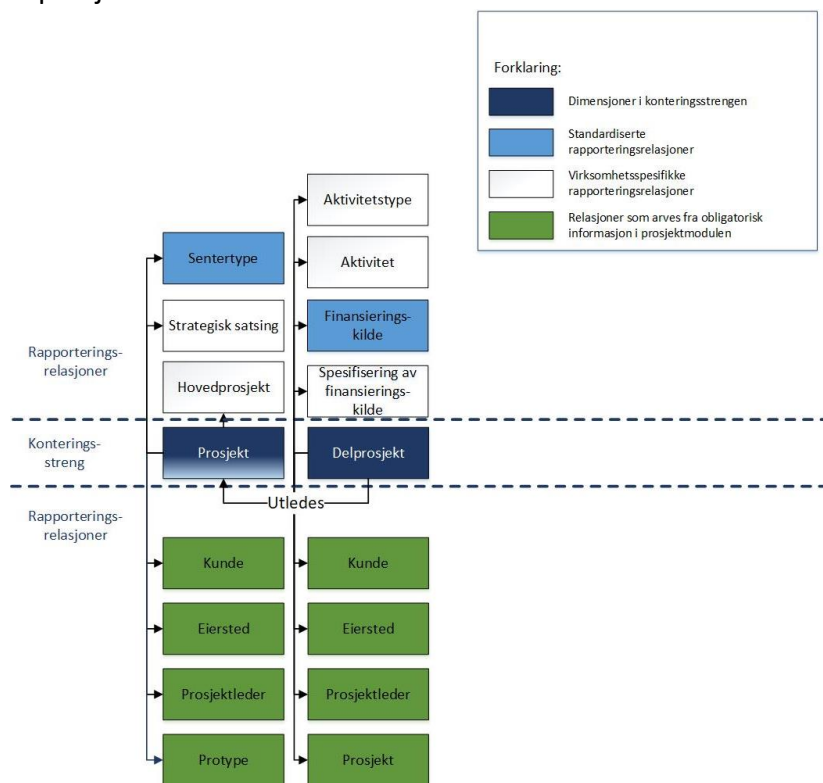 Forklaring:
Dimensjoner i konteringsstrengen
Standardiserte
rapporteringsrelasjoner
Virksomhetsspesifikke
rapporteringsrelasjoner
Relasjoner som arves fra obligatorisk
informasjon i prosjektmodulen
Aktivitetstype
Sentertype
Aktivitet
Strategisk satsing
Finansierings-
kilde
Rapporterings-
relasjoner
Hovedprosjekt
Spesifisering av
finansierings-
kilde
Konterings-
streng
Prosjekt
Delprosjekt
Utledes
Rapporterings-
relasjoner
Kunde
Kunde
Eiersted
Eiersted
Prosjektleder
Prosjektleder
Protype
Prosjekt